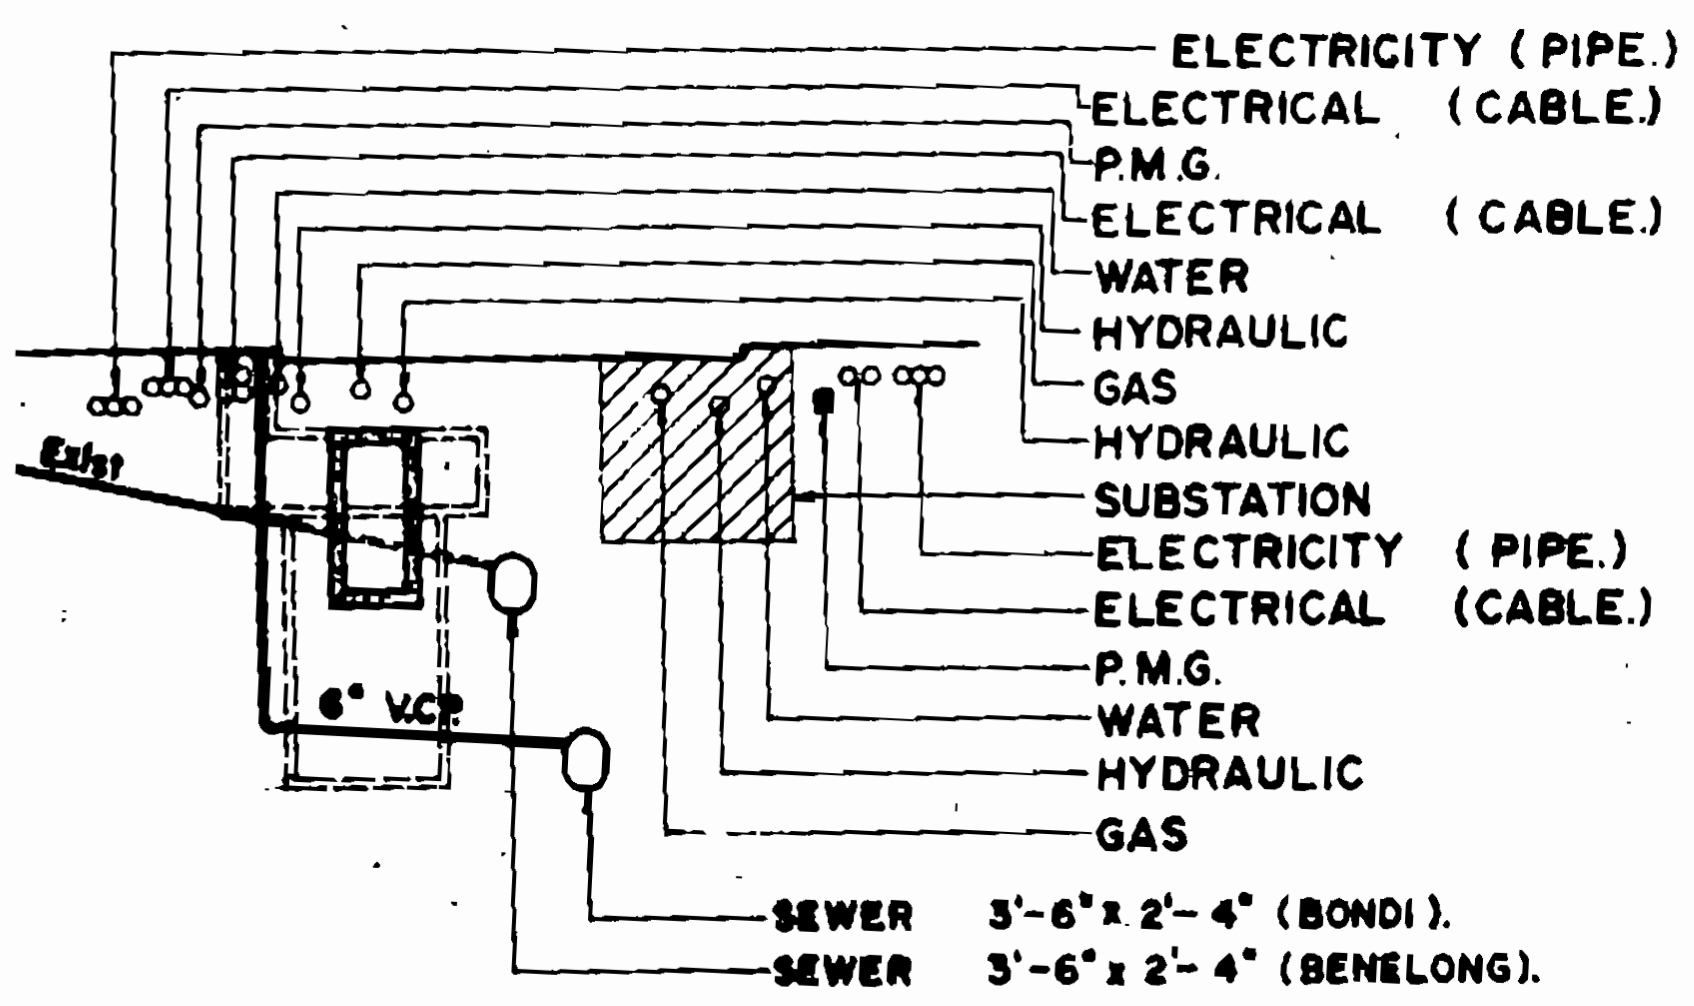 ELECTRICITY ( PIPE.)
ELECTRICAL ( CABLE.)
P.M.G.
ELECTRICAL ( CABLE.)
WATER
HYDRAULIC
GAS
HYDRAULIC
Exist
SUBSTATION
ELECTRICITY ( PIPE.)
ELECTRICAL (CABLE.)
P.M.G.
6" V.C.P.
WATER
HYDRAULIC
GAS
SEWER 3'-6" x 2'-4" (BONDI).
SEWER 3'-6" x 2'-4" (BENELONG).